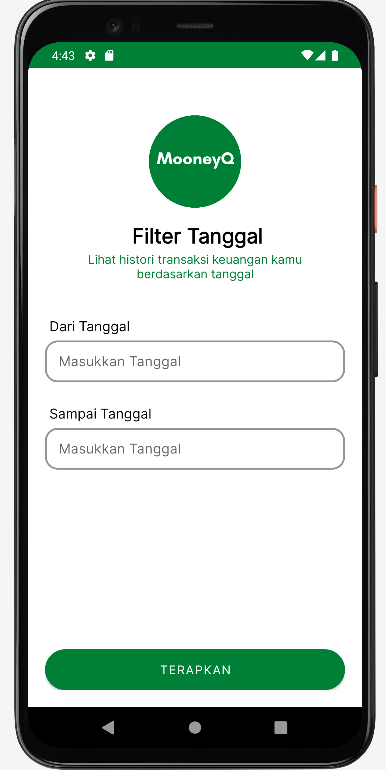 4:43
MooneyQ
Filter Tanggal
Lihat histori transaksi keuangan kamu
berdasarkan tanggal
Dari Tanggal
Masukkan Tanggal
Sampai Tanggal
Masukkan Tanggal
TERAPKAN